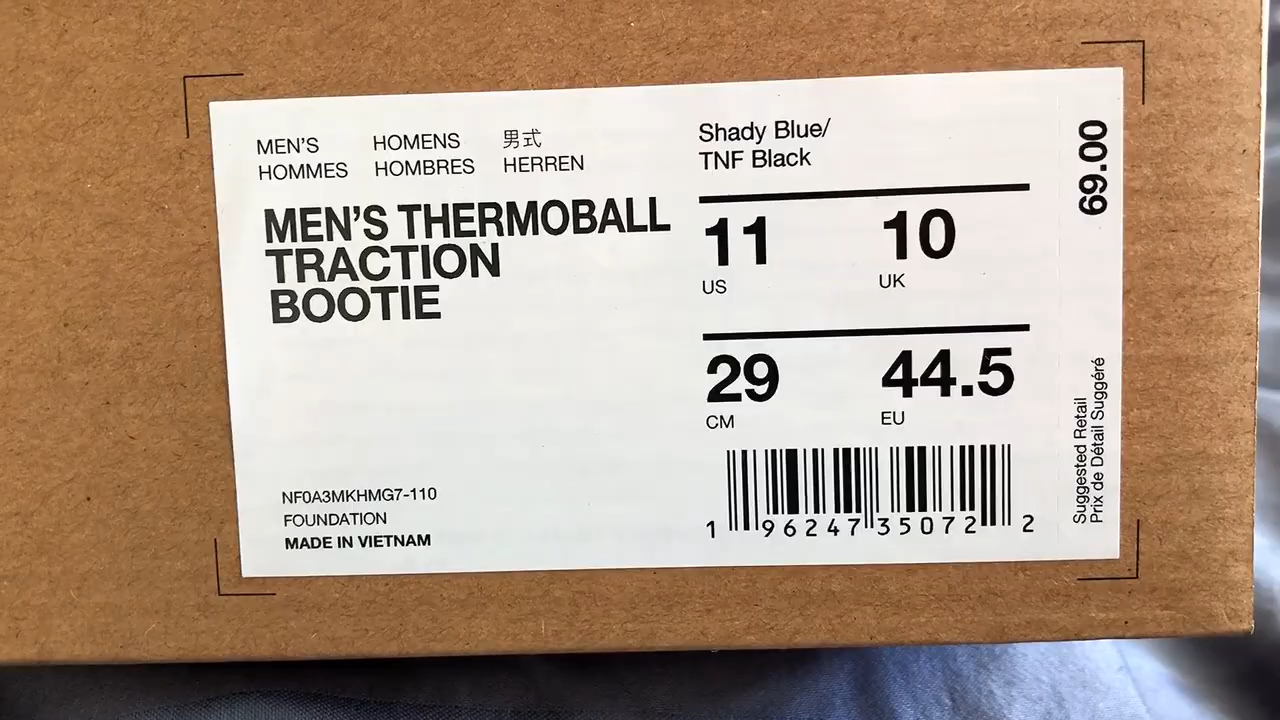 MEN'S HOMENS 男式
HOMMES HOMBRES HERREN
MEN'S THERMOBALL
TRACTION
BOOTIE
NF0A3MKHMG7-110
FOUNDATION
MADE IN VIETNAM
Shady Blue/
TNF Black
11 10
US UK
29 44.5
CM EU
1 96247 35072 2
69.00
Suggested Retail
Prix de Détail Suggéré